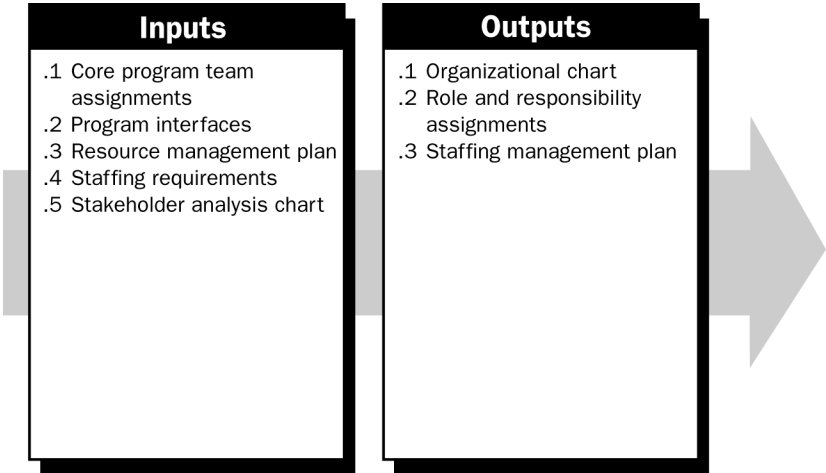 Inputs
.1 Core program team
assignments
.2 Program interfaces
.3 Resource management plan
.4 Staffing requirements
.5 Stakeholder analysis chart
Outputs
.1 Organizational chart
.2 Role and responsibility
assignments
.3 Staffing management plan